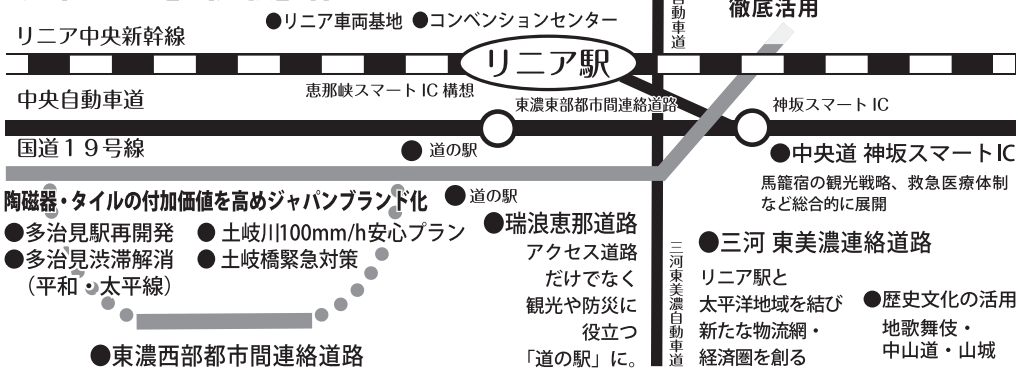 徹底活用
●リニア車両基地 ●コンベンションセンター
自動車道
リニア中央新幹線
リニア駅
恵那峡スマートIC構想
中央自動車道
東濃東部都市間連絡道路
神坂スマートIC
国道19号線
●道の駅
●中央道 神坂スマートIC
馬籠宿の観光戦略、救急医療体制
など総合的に展開
陶磁器・タイルの付加価値を高めジャパンブランド化
●道の駅
●多治見駅再開発
●多治見渋滞解消
（平和・太平線）
●土岐川100mm/h安心プラン
●土岐橋緊急対策
●東濃西部都市間連絡道路
●瑞浪恵那道路
アクセス道路
だけでなく
観光や防災に
役立つ
「道の駅」に。
三河東美濃自動車道
●三河 東美濃連絡道路
リニア駅と
太平洋地域を結び
新たな物流網・
経済圏を創る
●歴史文化の活用
地歌舞伎・
中山道・山城